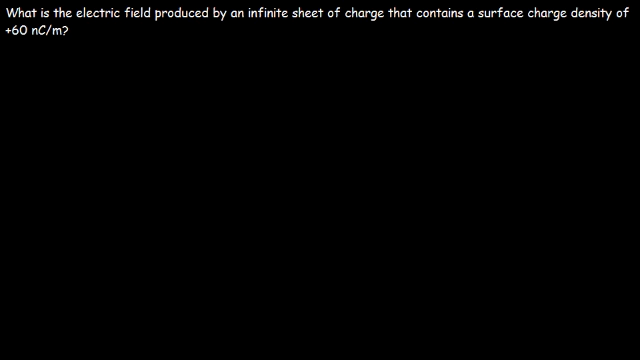 What is the electric field produced by an infinite sheet of charge that contains a surface charge density of
+60 nC/m?